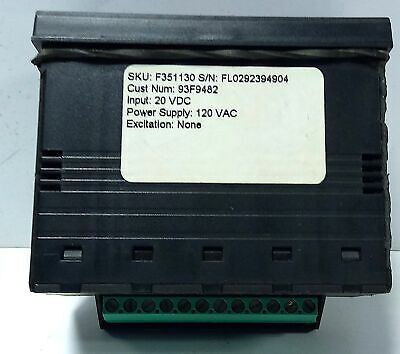 SKU: F351130 S/N: FL0292394904
Cust Num: 93F9482
Input: 20 VDC
Power Supply: 120 VAC
Excitation: None